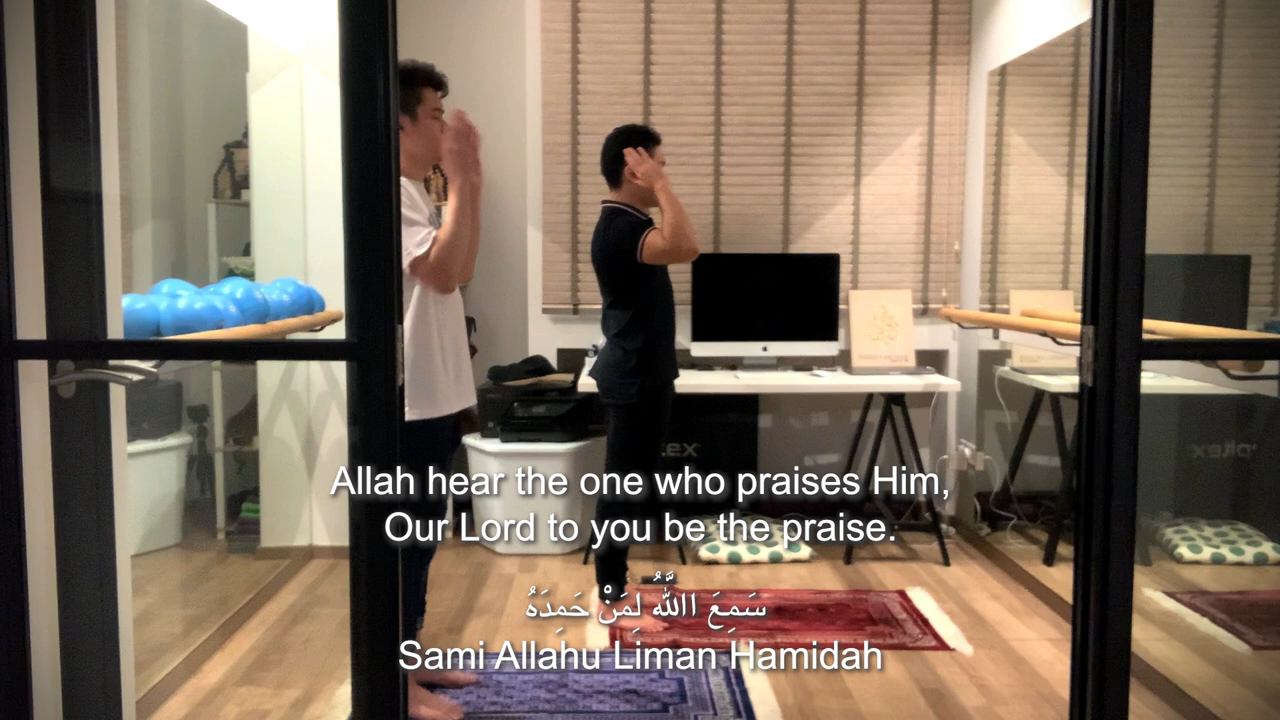 Allah hear the one who praises Him,
Our Lord to you be the praise.
سَمِعَ اللَّهُ لِمَنْ حَمِدَهُ
Sami Allahu Liman Hamidah